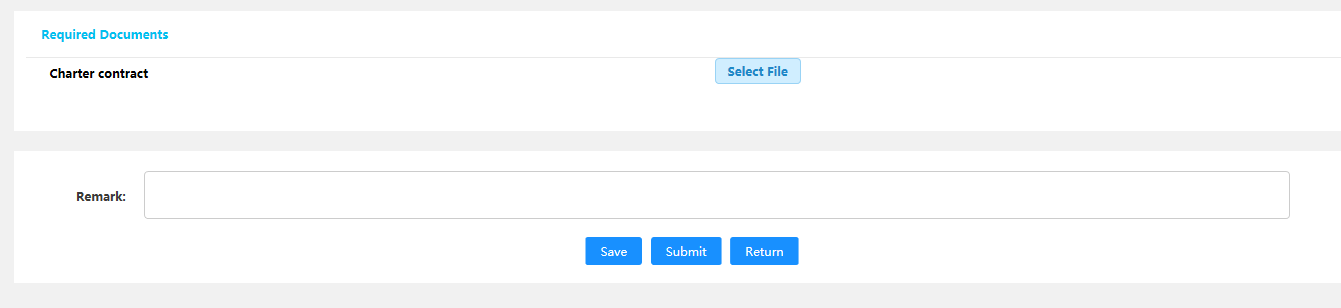 Required Documents
Charter contract Select File
Remark:
Save Submit Return